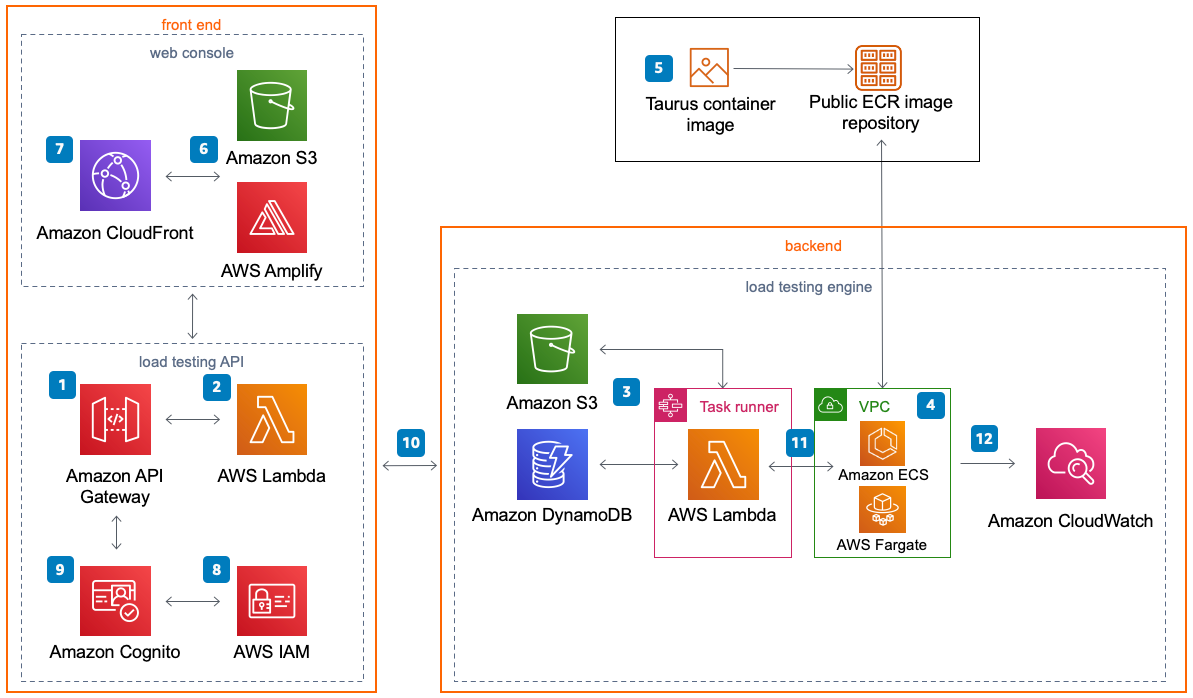 front end
web console
7
6
Amazon S3
Amazon CloudFront
AWS Amplify
load testing API
1
2
Amazon API
Gateway
AWS Lambda
9
8
Amazon Cognito
AWS IAM
10
5
Taurus container
image
Public ECR image
repository
backend
load testing engine
Amazon S3
3
Task runner
VPC
4
Amazon DynamoDB
AWS Lambda
11
Amazon ECS
AWS Fargate
12
Amazon CloudWatch